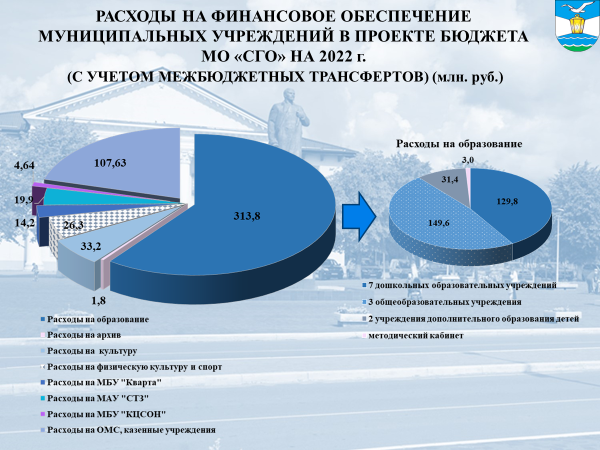 РАСХОДЫ НА ФИНАНСОВОЕ ОБЕСПЕЧЕНИЕ
МУНИЦИПАЛЬНЫХ УЧРЕЖДЕНИЙ В ПРОЕКТЕ БЮДЖЕТА
МО «СГО» НА 2022 г.
(С УЧЕТОМ МЕЖБЮДЖЕТНЫХ ТРАНСФЕРТОВ) (млн. руб.)
107,63
4,64
19,9
14,2
26,3
33,2
1,8
313,8
Расходы на образование
3,0
31,4
129,8
149,6
7 дошкольных образовательных учреждений
3 общеобразовательных учреждения
2 учреждения дополнительного образования детей
методический кабинет
Расходы на образование
Расходы на архив
Расходы на культуру
Расходы на физическую культуру и спорт
Расходы на МБУ "Кварта"
Расходы на МАУ "СТЗ"
Расходы на МБУ "КЦСОН"
Расходы на ОМС, казенные учреждения